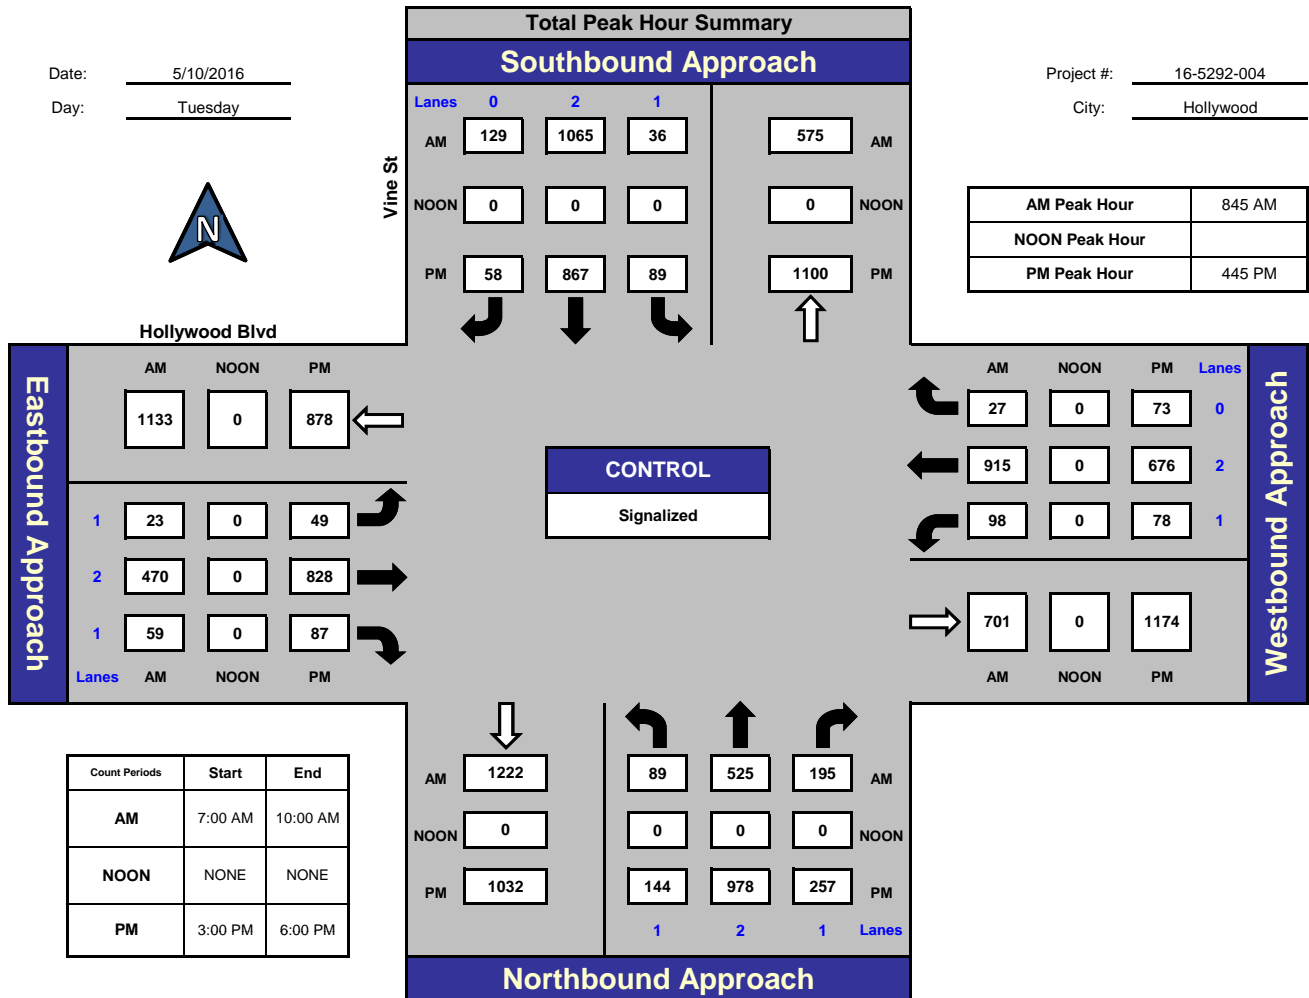 Total Peak Hour Summary
Southbound Approach
Date: 5/10/2016
Day: Tuesday
Project #: 16-5292-004
City: Hollywood
N
Vine St
Lanes 0 2 1
AM 129 1065 36 575 AM
NOON 0 0 0 0 NOON
PM 58 867 89 1100 PM
AM Peak Hour 845 AM
NOON Peak Hour
PM Peak Hour 445 PM
Hollywood Blvd
Eastbound Approach
AM NOON PM
1133 0 878
1 23 0 49
2 470 0 828
1 59 0 87
Lanes AM NOON PM
CONTROL
Signalized
AM NOON PM Lanes
27 0 73 0
915 0 676 2
98 0 78 1
701 0 1174
AM NOON PM
Westbound Approach
Count Periods Start End
AM 7:00 AM 10:00 AM
NOON NONE NONE
PM 3:00 PM 6:00 PM
AM 1222 89 525 195 AM
NOON 0 0 0 0 NOON
PM 1032 144 978 257 PM
1 2 1 Lanes
Northbound Approach